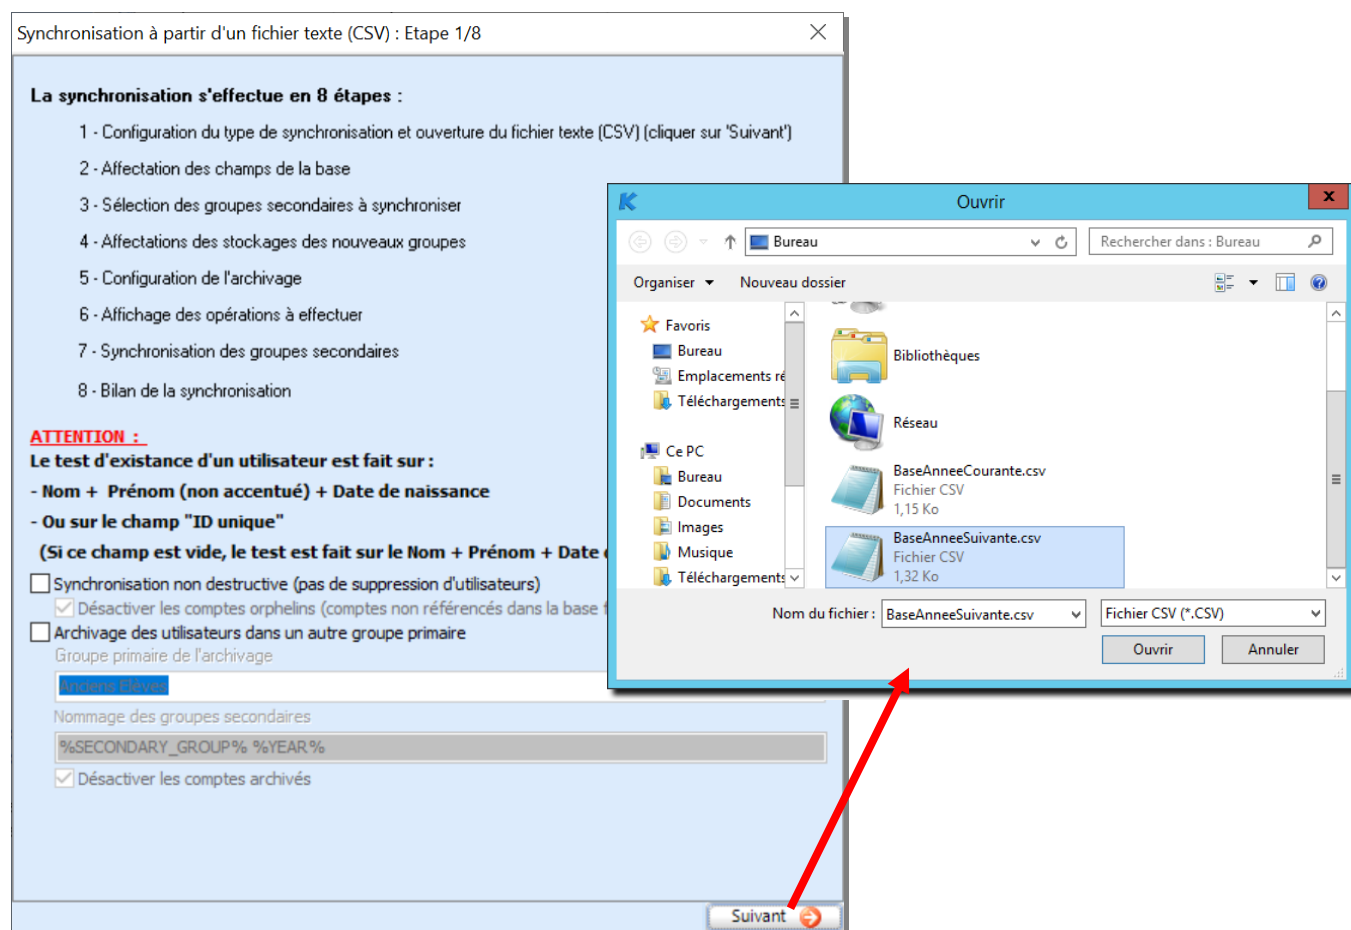 Synchronisation à partir d'un fichier texte (CSV) : Etape 1/8
La synchronisation s'effectue en 8 étapes :
1 - Configuration du type de synchronisation et ouverture du fichier texte (CSV) (cliquer sur 'Suivant')
2 - Affectation des champs de la base
3 - Sélection des groupes secondaires à synchroniser
4 - Affectations des stockages des nouveaux groupes
5 - Configuration de l'archivage
6 - Affichage des opérations à effectuer
7 - Synchronisation des groupes secondaires
8 - Bilan de la synchronisation
ATTENTION :
Le test d'existance d'un utilisateur est fait sur :
- Nom + Prénom (non accentué) + Date de naissance
- Ou sur le champ "ID unique"
(Si ce champ est vide, le test est fait sur le Nom + Prénom + Date
Synchronisation non destructive (pas de suppression d'utilisateurs)
Désactiver les comptes orphelins (comptes non référencés dans la base
Archivage des utilisateurs dans un autre groupe primaire
Groupe primaire de l'archivage
Anciens Elèves
Nommage des groupes secondaires
%SECONDARY_GROUP% %YEAR%
Désactiver les comptes archivés
Suivant
Ouvrir
Bureau
Rechercher dans : Bureau
Organiser
Nouveau dossier
Favoris
Bureau
Emplacements ré
Téléchargements
Ce PC
Bureau
Documents
Images
Musique
Téléchargements
Bibliothèques
Réseau
BaseAnneeCourante.csv
Fichier CSV
1,15 Ko
BaseAnneeSuivante.csv
Fichier CSV
1,32 Ko
Nom du fichier :
BaseAnneeSuivante.csv
Fichier CSV (*.CSV)
Ouvrir
Annuler